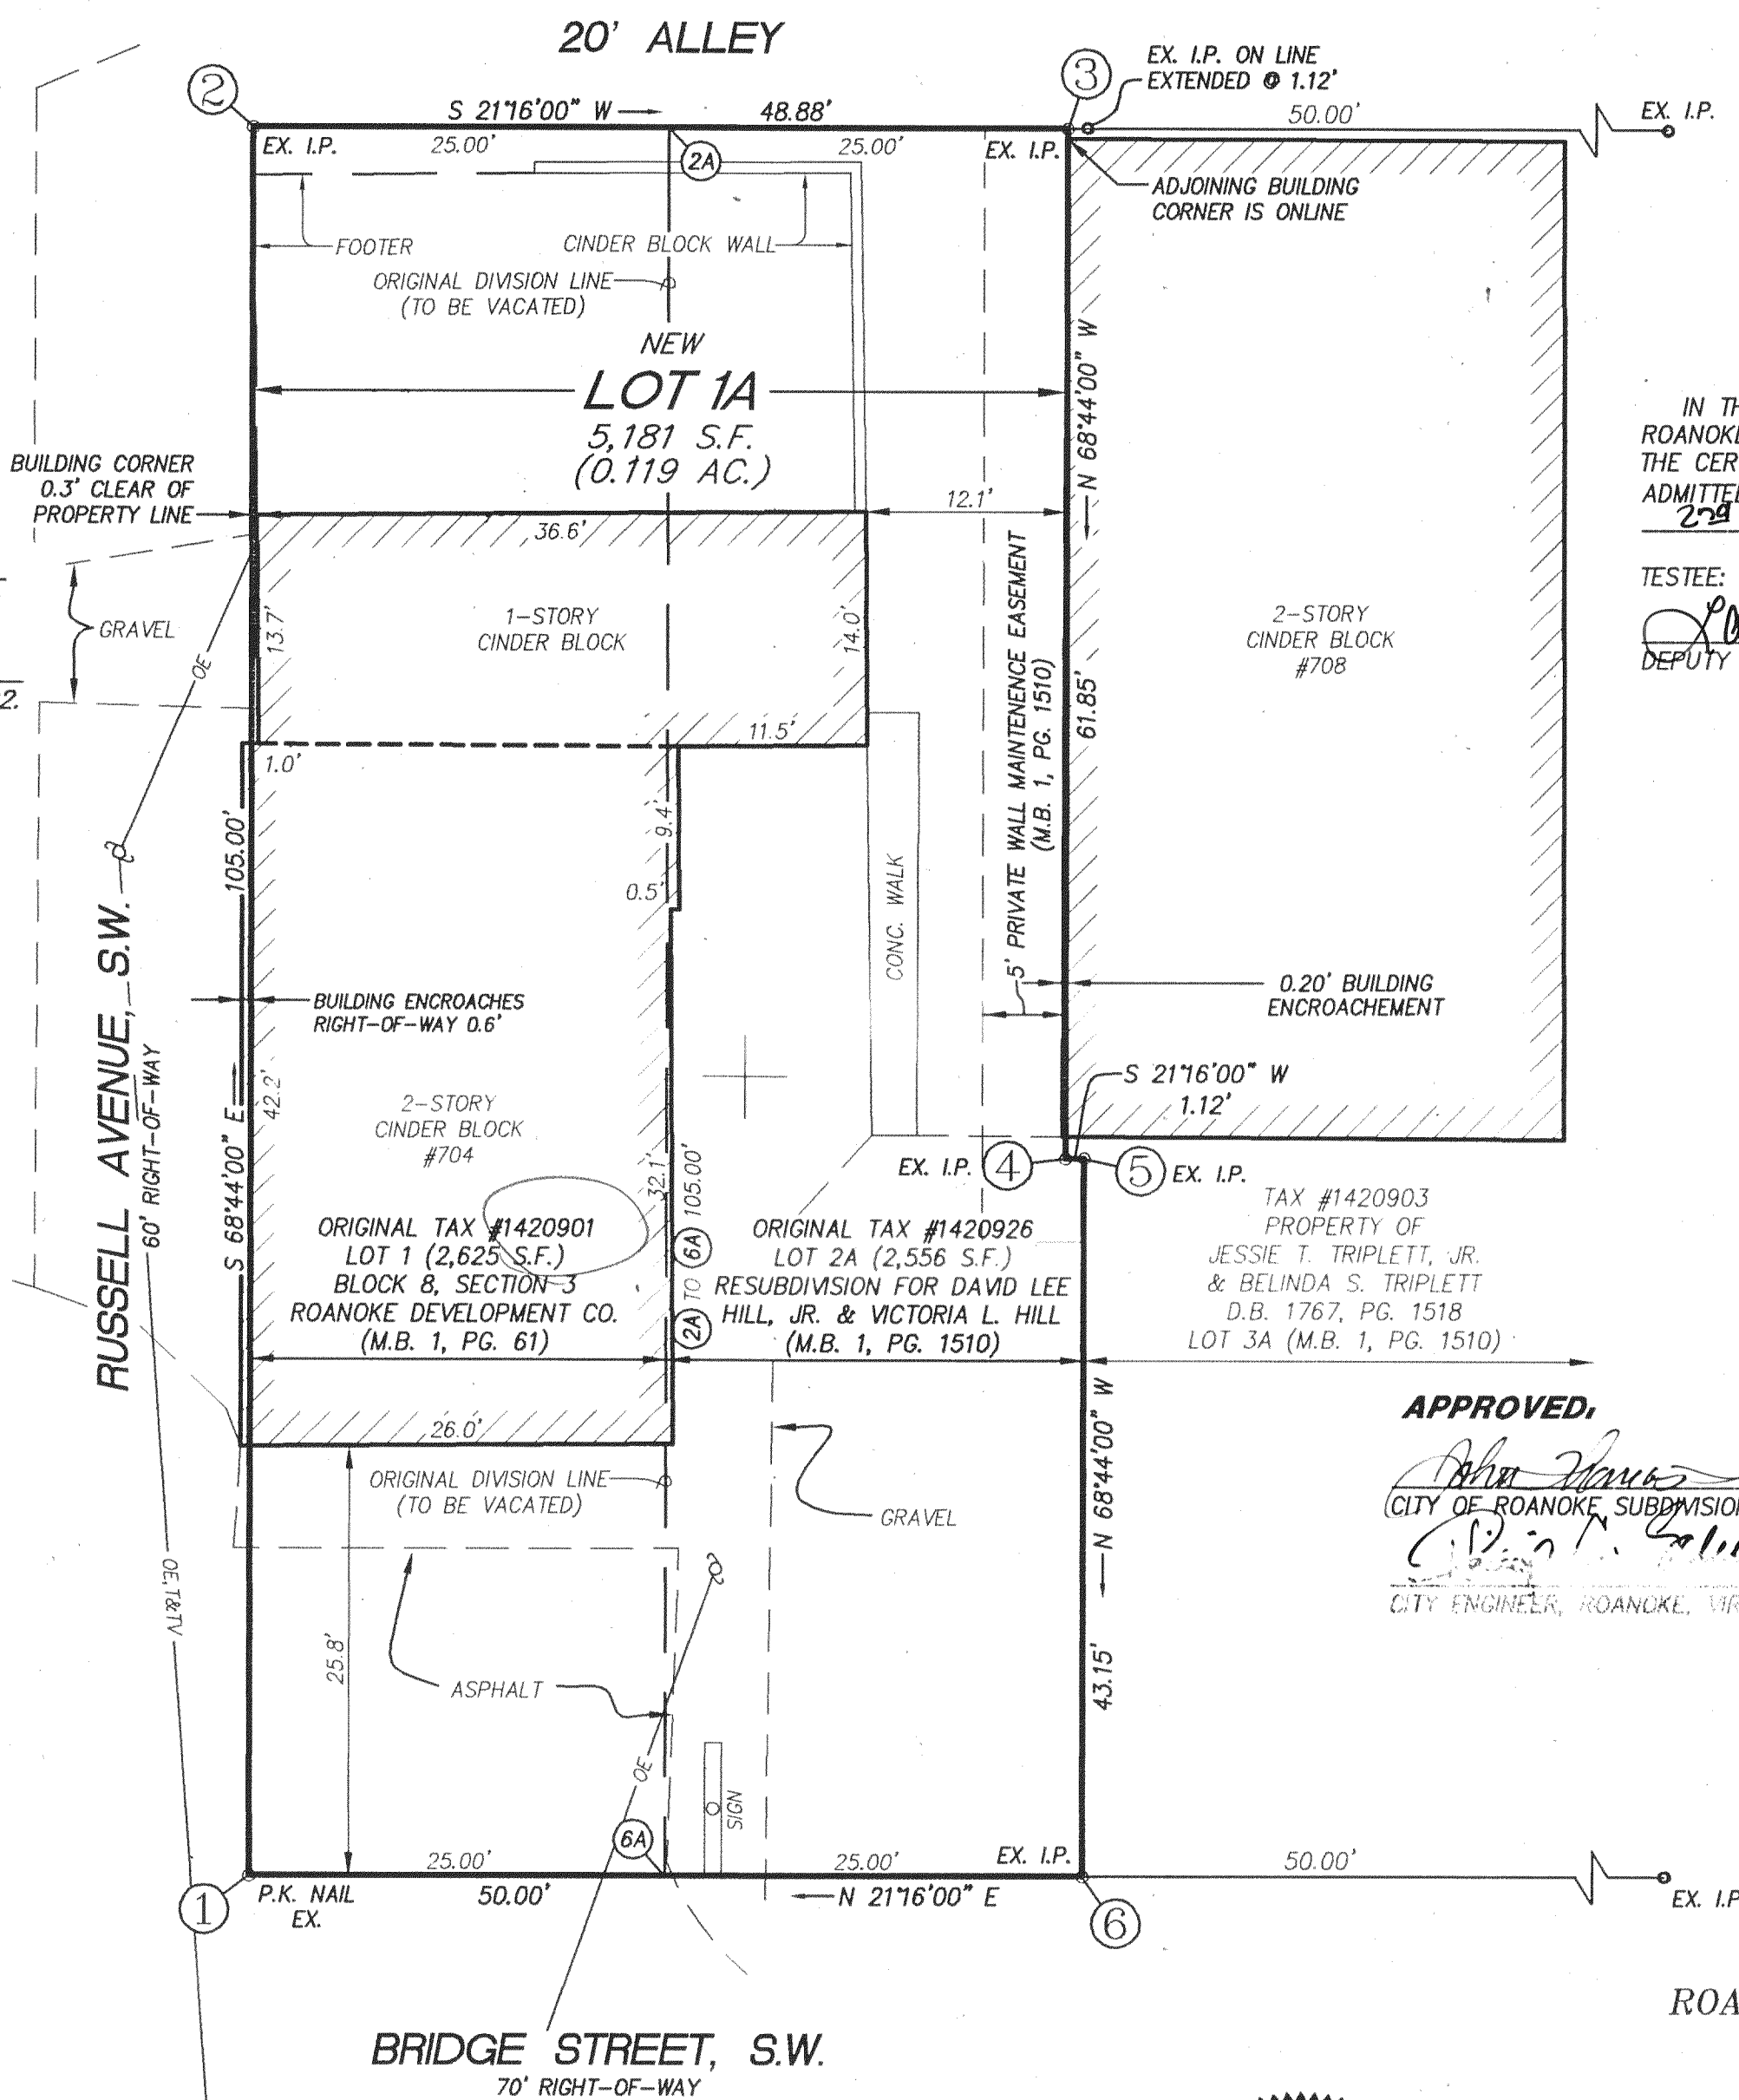 20' ALLEY
2
3
EX. I.P. ON LINE
EXTENDED @ 1.12'
S 21°16'00" W
48.88'
50.00'
EX. I.P.
EX. I.P.
25.00'
2A
25.00'
EX. I.P.
ADJOINING BUILDING
CORNER IS ONLINE
FOOTER
CINDER BLOCK WALL
ORIGINAL DIVISION LINE
(TO BE VACATED)
NEW
LOT 1A
5,181 S.F.
(0.119 AC.)
N 68°44'00" W
IN TH
ROANOKE
THE CER
ADMITTED
TESTEE:
DEPUTY
BUILDING CORNER
0.3' CLEAR OF
PROPERTY LINE
12.1'
36.6'
GRAVEL
OE
13.7'
1-STORY
CINDER BLOCK
14.0'
5' PRIVATE WALL MAINTENENCE EASEMENT
(M.B. 1, PG. 1510)
2-STORY
CINDER BLOCK
#708
2.
61.85'
11.5'
1.0'
9.4'
0.5'
105.00'
CONC. WALK
RUSSELL AVENUE, S.W.
60' RIGHT-OF-WAY
BUILDING ENCROACHES
RIGHT-OF-WAY 0.6'
0.20' BUILDING
ENCROACHEMENT
S 21°16'00" W
1.12'
S 68°44'00" E
42.2'
2-STORY
CINDER BLOCK
#704
32.1'
EX. I.P.
4
5
EX. I.P.
2A TO 6A 105.00'
ORIGINAL TAX #1420901
LOT 1 (2,625 S.F.)
BLOCK 8, SECTION 3
ROANOKE DEVELOPMENT CO.
(M.B. 1, PG. 61)
ORIGINAL TAX #1420926
LOT 2A (2,556 S.F.)
RESUBDIVISION FOR DAVID LEE
HILL, JR. & VICTORIA L. HILL
(M.B. 1, PG. 1510)
TAX #1420903
PROPERTY OF
JESSIE T. TRIPLETT, JR.
& BELINDA S. TRIPLETT
D.B. 1767, PG. 1518
LOT 3A (M.B. 1, PG. 1510)
26.0'
APPROVED:
CITY OF ROANOKE SUBDIVISION
CITY ENGINEER, ROANOKE, VIR
ORIGINAL DIVISION LINE
(TO BE VACATED)
GRAVEL
N 68°44'00" W
43.15'
OE,T&TV
25.8'
ASPHALT
OE
SIGN
6A
25.00'
25.00'
EX. I.P.
50.00'
1
P.K. NAIL
EX.
50.00'
N 21°16'00" E
6
EX. I.P
ROA
BRIDGE STREET, S.W.
70' RIGHT-OF-WAY